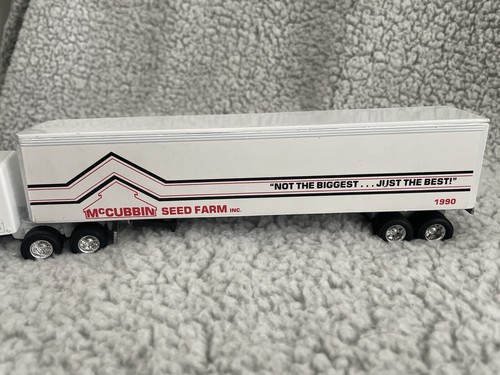 "NOT THE BIGGEST . . . JUST THE BEST!"
McCUBBIN SEED FARM INC.
1990